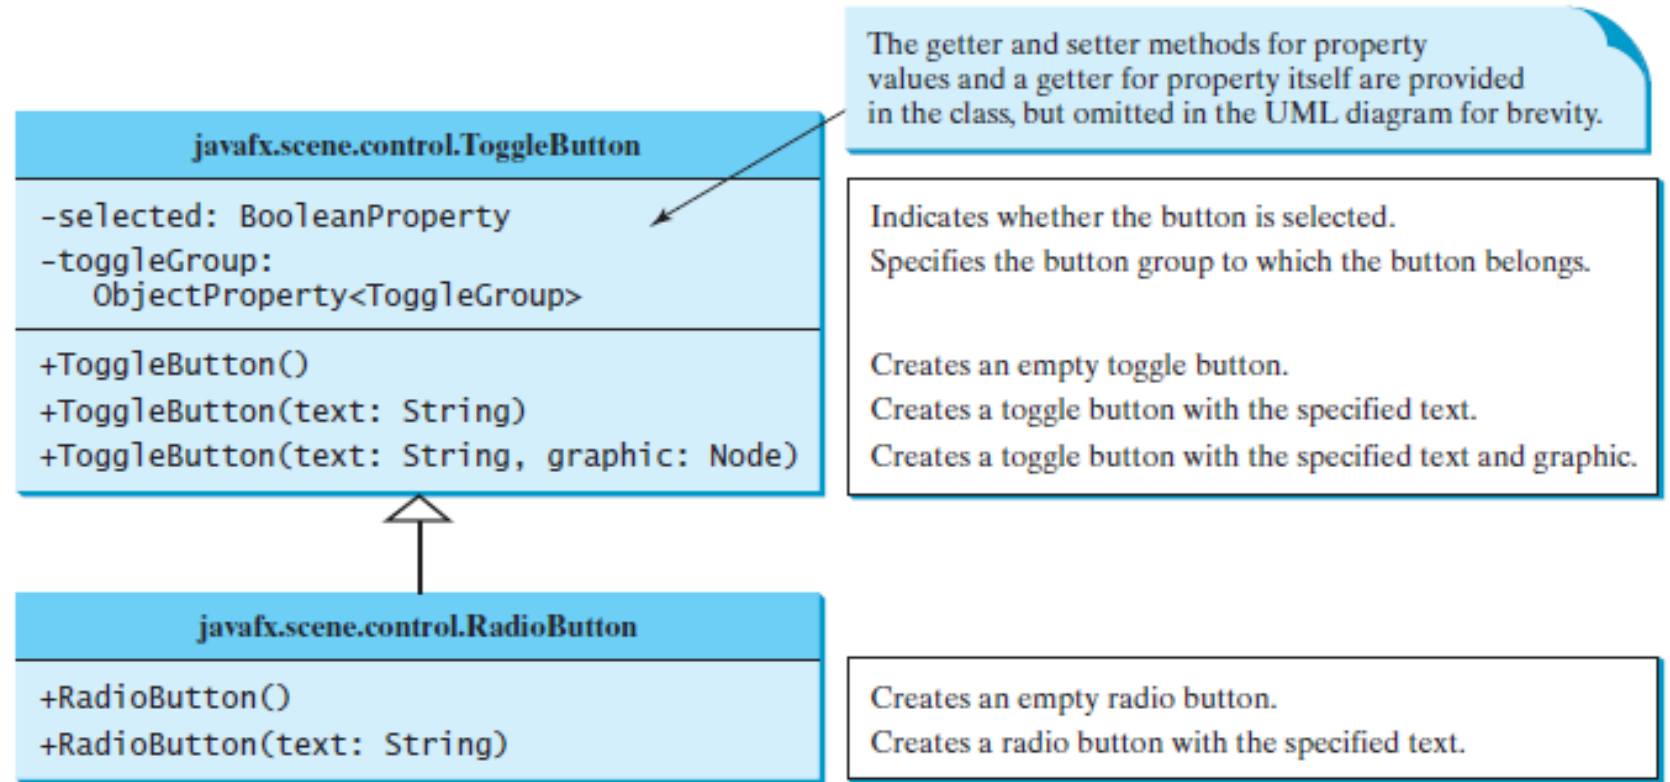 The getter and setter methods for property
values and a getter for property itself are provided
in the class, but omitted in the UML diagram for brevity.
javafx.scene.control.ToggleButton
-selected: BooleanProperty
Indicates whether the button is selected.
-toggleGroup:
Specifies the button group to which the button belongs.
ObjectProperty<ToggleGroup>
+ToggleButton()
Creates an empty toggle button.
+ToggleButton(text: String)
Creates a toggle button with the specified text.
+ToggleButton(text: String, graphic: Node)
Creates a toggle button with the specified text and graphic.
javafx.scene.control.RadioButton
+RadioButton()
Creates an empty radio button.
+RadioButton(text: String)
Creates a radio button with the specified text.